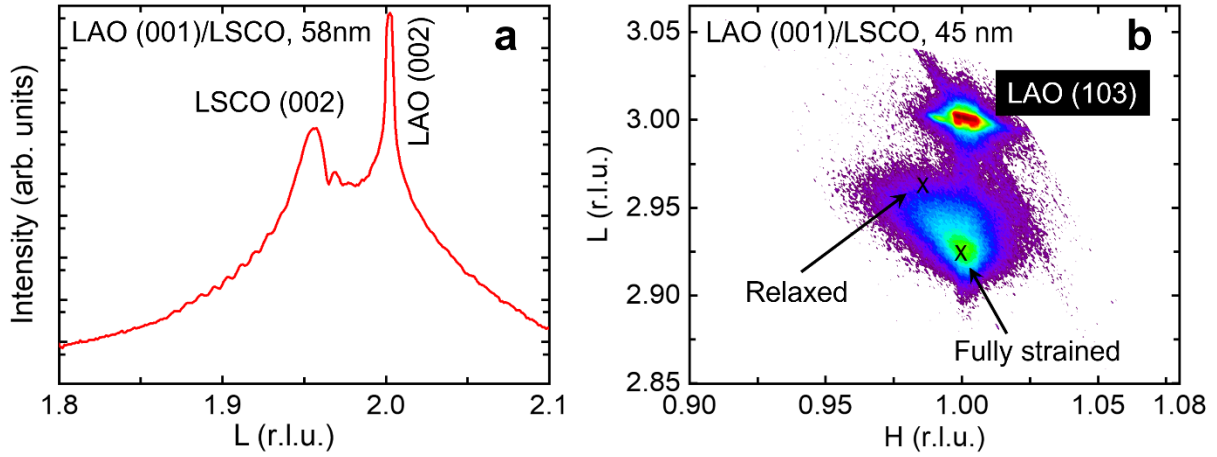 LAO (001)/LSCO, 58nm
a
LSCO (002)
LAO (002)
Intensity (arb. units)
1.8 1.9 2.0 2.1
L (r.l.u.)
LAO (001)/LSCO, 45 nm
b
LAO (103)
3.05
3.00
2.95
2.90
2.85
L (r.l.u.)
X
X
Relaxed
Fully strained
0.90 0.95 1.00 1.05 1.08
H (r.l.u.)